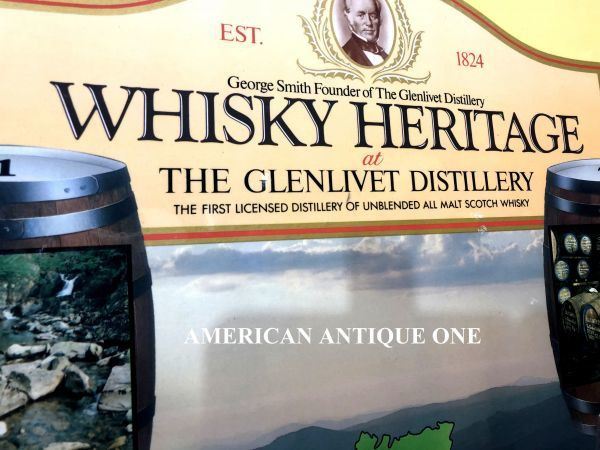 EST.
1824
George Smith Founder of The Glenlivet Distillery
WHISKY HERITAGE
at
THE GLENLIVET DISTILLERY
THE FIRST LICENSED DISTILLERY OF UNBLENDED ALL MALT SCOTCH WHISKY
1
AMERICAN ANTIQUE ONE